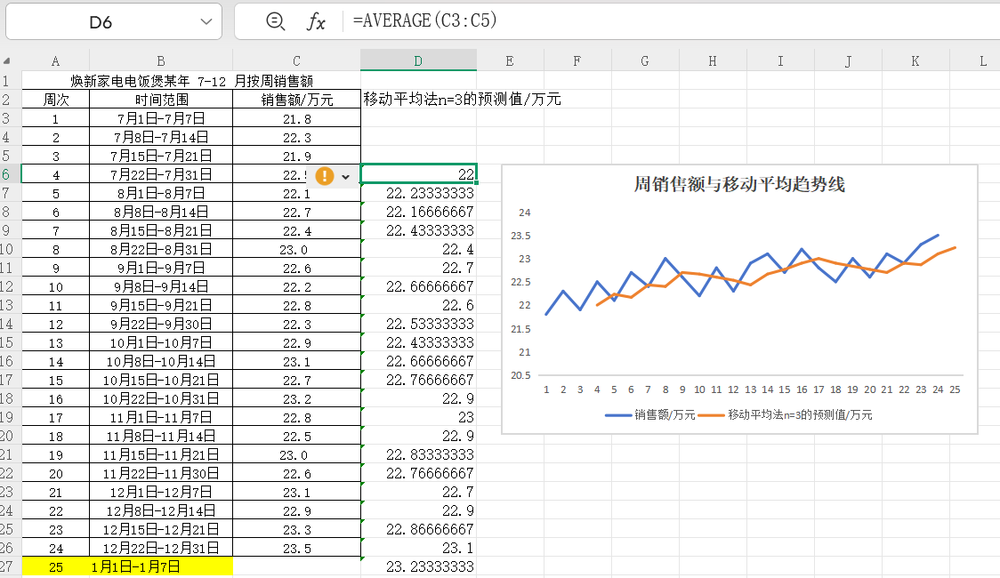 D6 fx =AVERAGE(C3:C5)
A B C D E F G H I J K L
1 焕新家电电饭煲某年 7-12 月按周销售额
2 周次 时间范围 销售额/万元 移动平均法n=3的预测值/万元
3 1 7月1日-7月7日 21.8
4 2 7月8日-7月14日 22.3
5 3 7月15日-7月21日 21.9
6 4 7月22日-7月31日 22. 22
7 5 8月1日-8月7日 22.1 22.23333333
8 6 8月8日-8月14日 22.7 22.16666667
9 7 8月15日-8月21日 22.4 22.43333333
10 8 8月22日-8月31日 23.0 22.4
11 9 9月1日-9月7日 22.6 22.7
12 10 9月8日-9月14日 22.2 22.66666667
13 11 9月15日-9月21日 22.8 22.6
14 12 9月22日-9月30日 22.3 22.53333333
15 13 10月1日-10月7日 22.9 22.43333333
16 14 10月8日-10月14日 23.1 22.66666667
17 15 10月15日-10月21日 22.7 22.76666667
18 16 10月22日-10月31日 23.2 22.9
19 17 11月1日-11月7日 22.8 23
20 18 11月8日-11月14日 22.5 22.9
21 19 11月15日-11月21日 23.0 22.83333333
22 20 11月22日-11月30日 22.6 22.76666667
23 21 12月1日-12月7日 23.1 22.7
24 22 12月8日-12月14日 22.9 22.9
25 23 12月15日-12月21日 23.3 22.86666667
26 24 12月22日-12月31日 23.5 23.1
27 25 1月1日-1月7日 23.23333333
周销售额与移动平均趋势线
24
23.5
23
22.5
22
21.5
21
20.5
1 2 3 4 5 6 7 8 9 10 11 12 13 14 15 16 17 18 19 20 21 22 23 24 25
销售额/万元 移动平均法n=3的预测值/万元